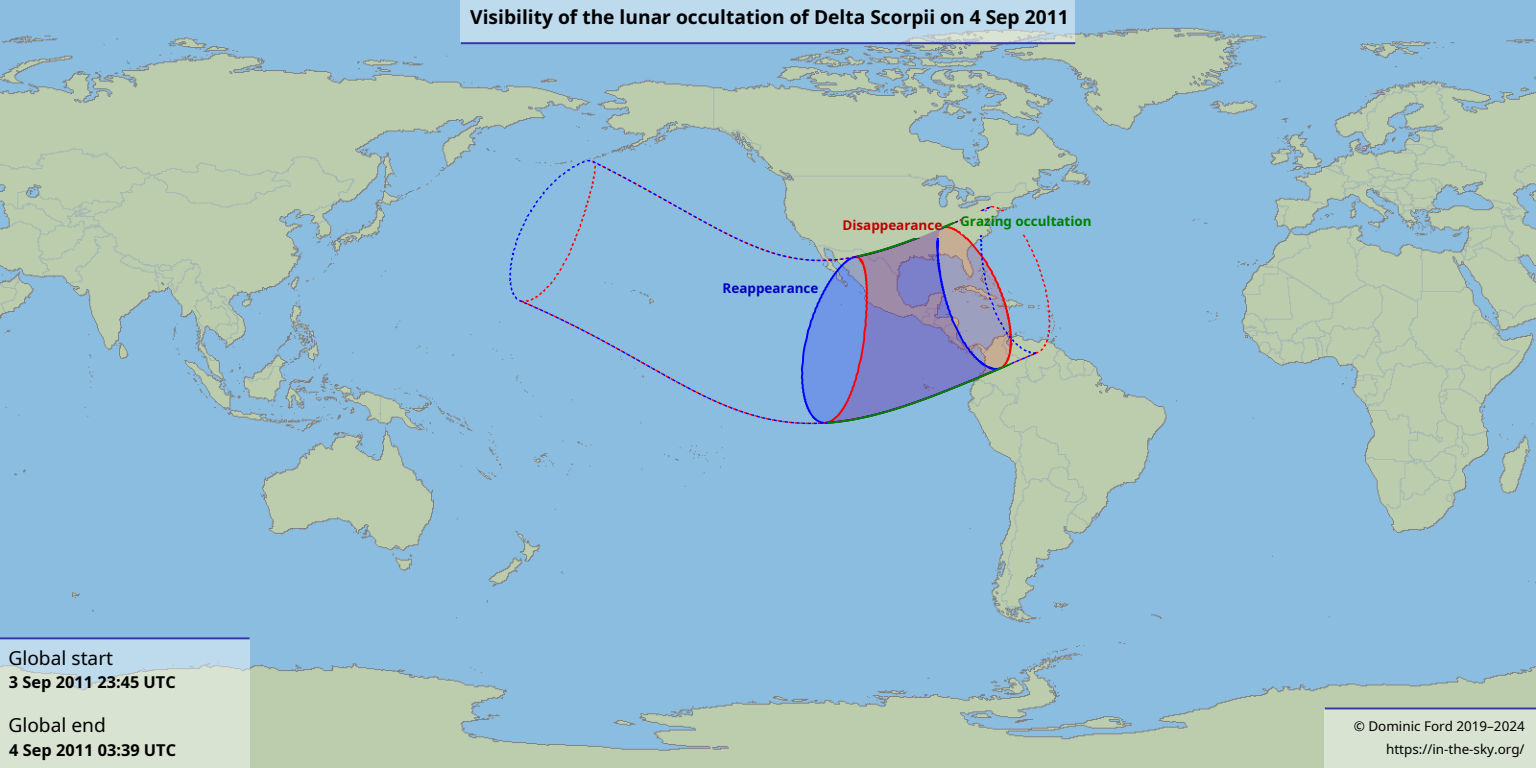 Visibility of the lunar occultation of Delta Scorpii on 4 Sep 2011
Grazing occultation
Disappearance
Reappearance
Global start
3 Sep 2011 23:45 UTC
Global end
4 Sep 2011 03:39 UTC
© Dominic Ford 2019–2024
https://in-the-sky.org/